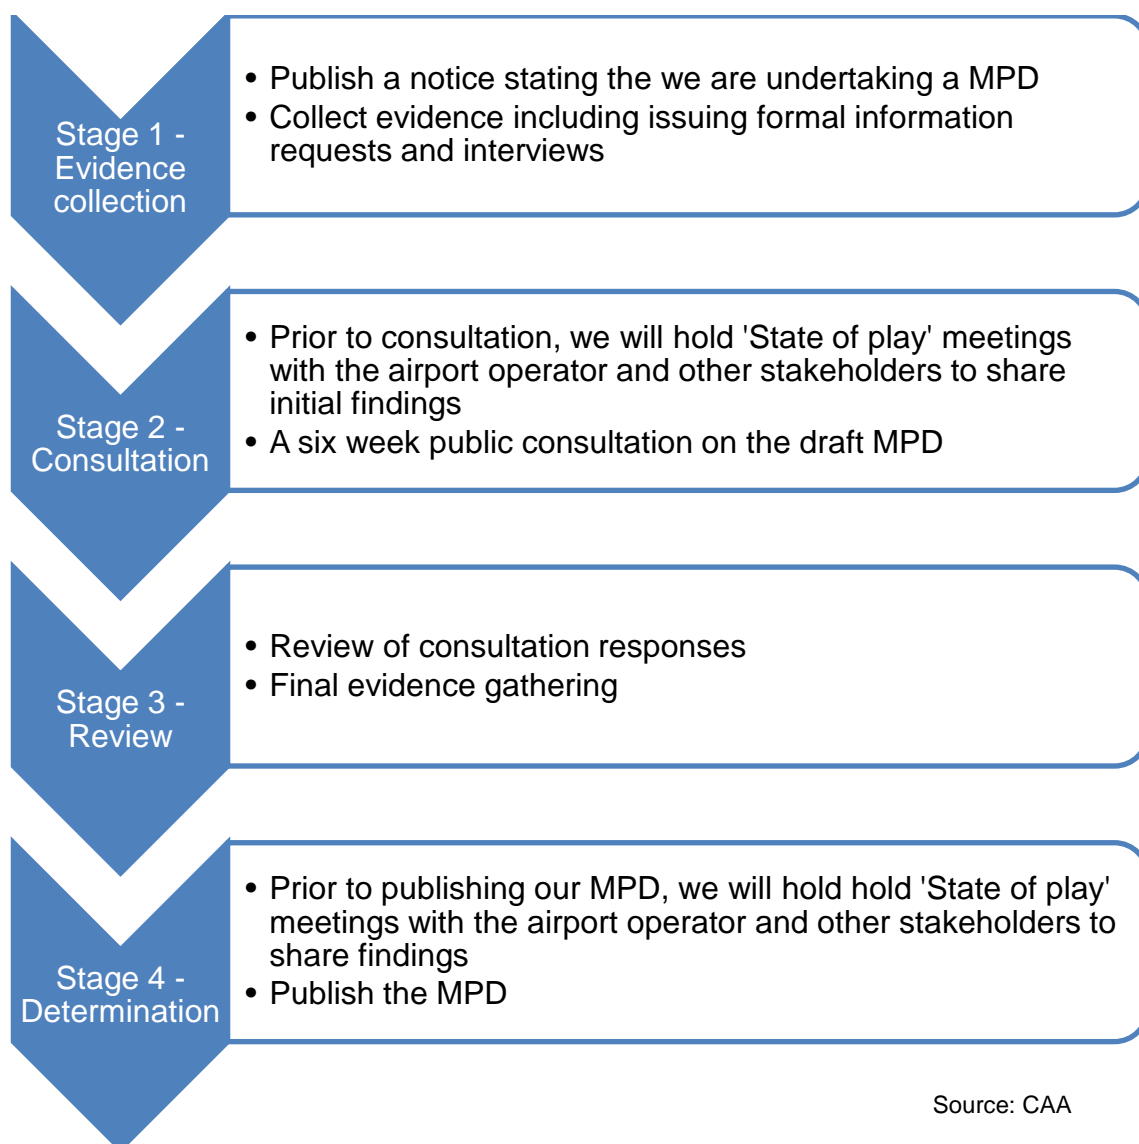 Stage 1 -
Evidence
collection
• Publish a notice stating the we are undertaking a MPD
• Collect evidence including issuing formal information
requests and interviews
Stage 2 -
Consultation
• Prior to consultation, we will hold 'State of play' meetings
with the airport operator and other stakeholders to share
initial findings
• A six week public consultation on the draft MPD
Stage 3 -
Review
• Review of consultation responses
• Final evidence gathering
Stage 4 -
Determination
• Prior to publishing our MPD, we will hold hold 'State of play'
meetings with the airport operator and other stakeholders to
share findings
• Publish the MPD
Source: CAA